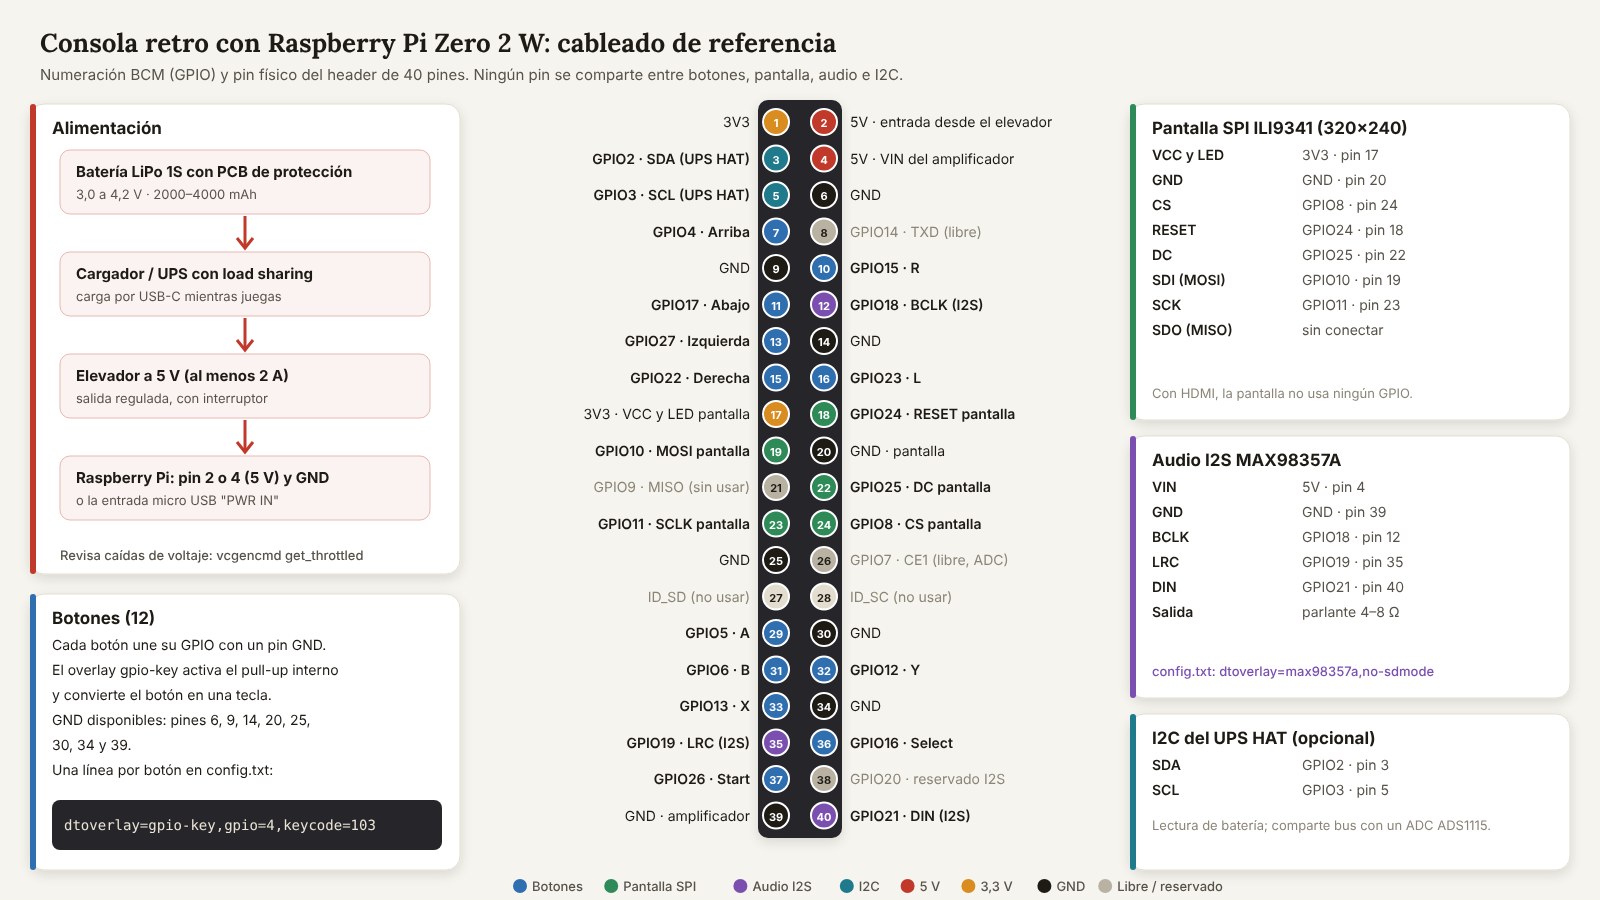 Consola retro con Raspberry Pi Zero 2 W: cableado de referencia
Numeración BCM (GPIO) y pin físico del header de 40 pines. Ningún pin se comparte entre botones, pantalla, audio e I2C.
Alimentación
Batería LiPo 1S con PCB de protección
3,0 a 4,2 V · 2000–4000 mAh
Cargador / UPS con load sharing
carga por USB-C mientras juegas
Elevador a 5 V (al menos 2 A)
salida regulada, con interruptor
Raspberry Pi: pin 2 o 4 (5 V) y GND
o la entrada micro USB "PWR IN"
Revisa caídas de voltaje: vcgencmd get_throttled
Botones (12)
Cada botón une su GPIO con un pin GND.
El overlay gpio-key activa el pull-up interno
y convierte el botón en una tecla.
GND disponibles: pines 6, 9, 14, 20, 25,
30, 34 y 39.
Una línea por botón en config.txt:
dtoverlay=gpio-key,gpio=4,keycode=103
3V3 1 2 5V · entrada desde el elevador
GPIO2 · SDA (UPS HAT) 3 4 5V · VIN del amplificador
GPIO3 · SCL (UPS HAT) 5 6 GND
GPIO4 · Arriba 7 8 GPIO14 · TXD (libre)
GND 9 10 GPIO15 · R
GPIO17 · Abajo 11 12 GPIO18 · BCLK (I2S)
GPIO27 · Izquierda 13 14 GND
GPIO22 · Derecha 15 16 GPIO23 · L
3V3 · VCC y LED pantalla 17 18 GPIO24 · RESET pantalla
GPIO10 · MOSI pantalla 19 20 GND · pantalla
GPIO9 · MISO (sin usar) 21 22 GPIO25 · DC pantalla
GPIO11 · SCLK pantalla 23 24 GPIO8 · CS pantalla
GND 25 26 GPIO7 · CE1 (libre, ADC)
ID_SD (no usar) 27 28 ID_SC (no usar)
GPIO5 · A 29 30 GND
GPIO6 · B 31 32 GPIO12 · Y
GPIO13 · X 33 34 GND
GPIO19 · LRC (I2S) 35 36 GPIO16 · Select
GPIO26 · Start 37 38 GPIO20 · reservado I2S
GND · amplificador 39 40 GPIO21 · DIN (I2S)
Pantalla SPI ILI9341 (320×240)
VCC y LED 3V3 · pin 17
GND GND · pin 20
CS GPIO8 · pin 24
RESET GPIO24 · pin 18
DC GPIO25 · pin 22
SDI (MOSI) GPIO10 · pin 19
SCK GPIO11 · pin 23
SDO (MISO) sin conectar
Con HDMI, la pantalla no usa ningún GPIO.
Audio I2S MAX98357A
VIN 5V · pin 4
GND GND · pin 39
BCLK GPIO18 · pin 12
LRC GPIO19 · pin 35
DIN GPIO21 · pin 40
Salida parlante 4–8 Ω
config.txt: dtoverlay=max98357a,no-sdmode
I2C del UPS HAT (opcional)
SDA GPIO2 · pin 3
SCL GPIO3 · pin 5
Lectura de batería; comparte bus con un ADC ADS1115.
Botones Pantalla SPI Audio I2S I2C 5 V 3,3 V GND Libre / reservado